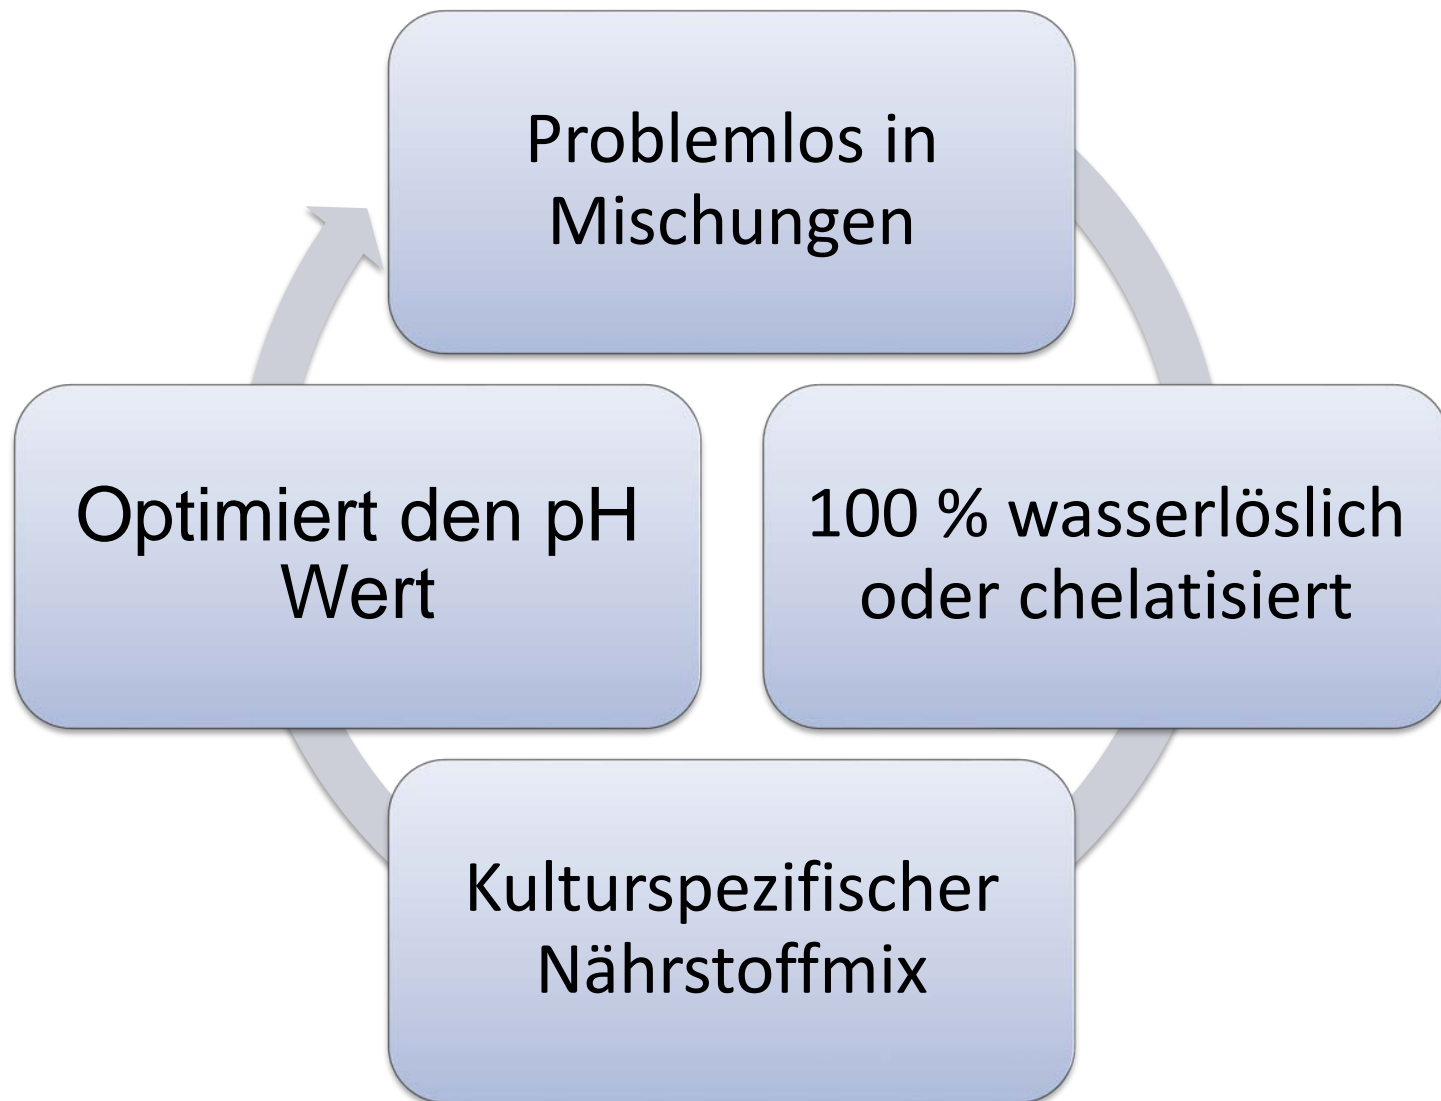 Problemlos in
Mischungen
Optimiert den pH
Wert
100 % wasserlöslich
oder chelatisiert
Kulturspezifischer
Nährstoffmix